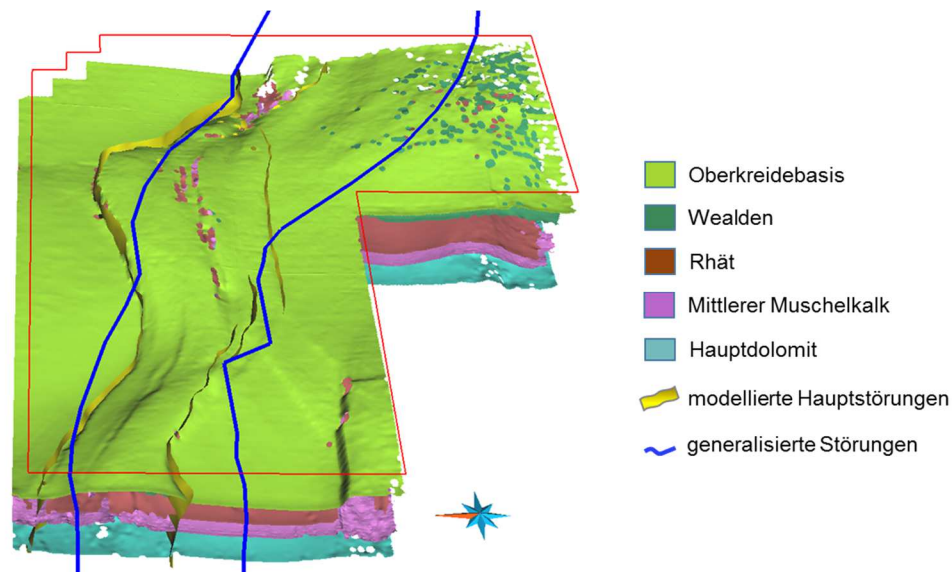 Oberkreidebasis
Wealden
Rhät
Mittlerer Muschelkalk
Hauptdolomit
modellierte Hauptstörungen
generalisierte Störungen